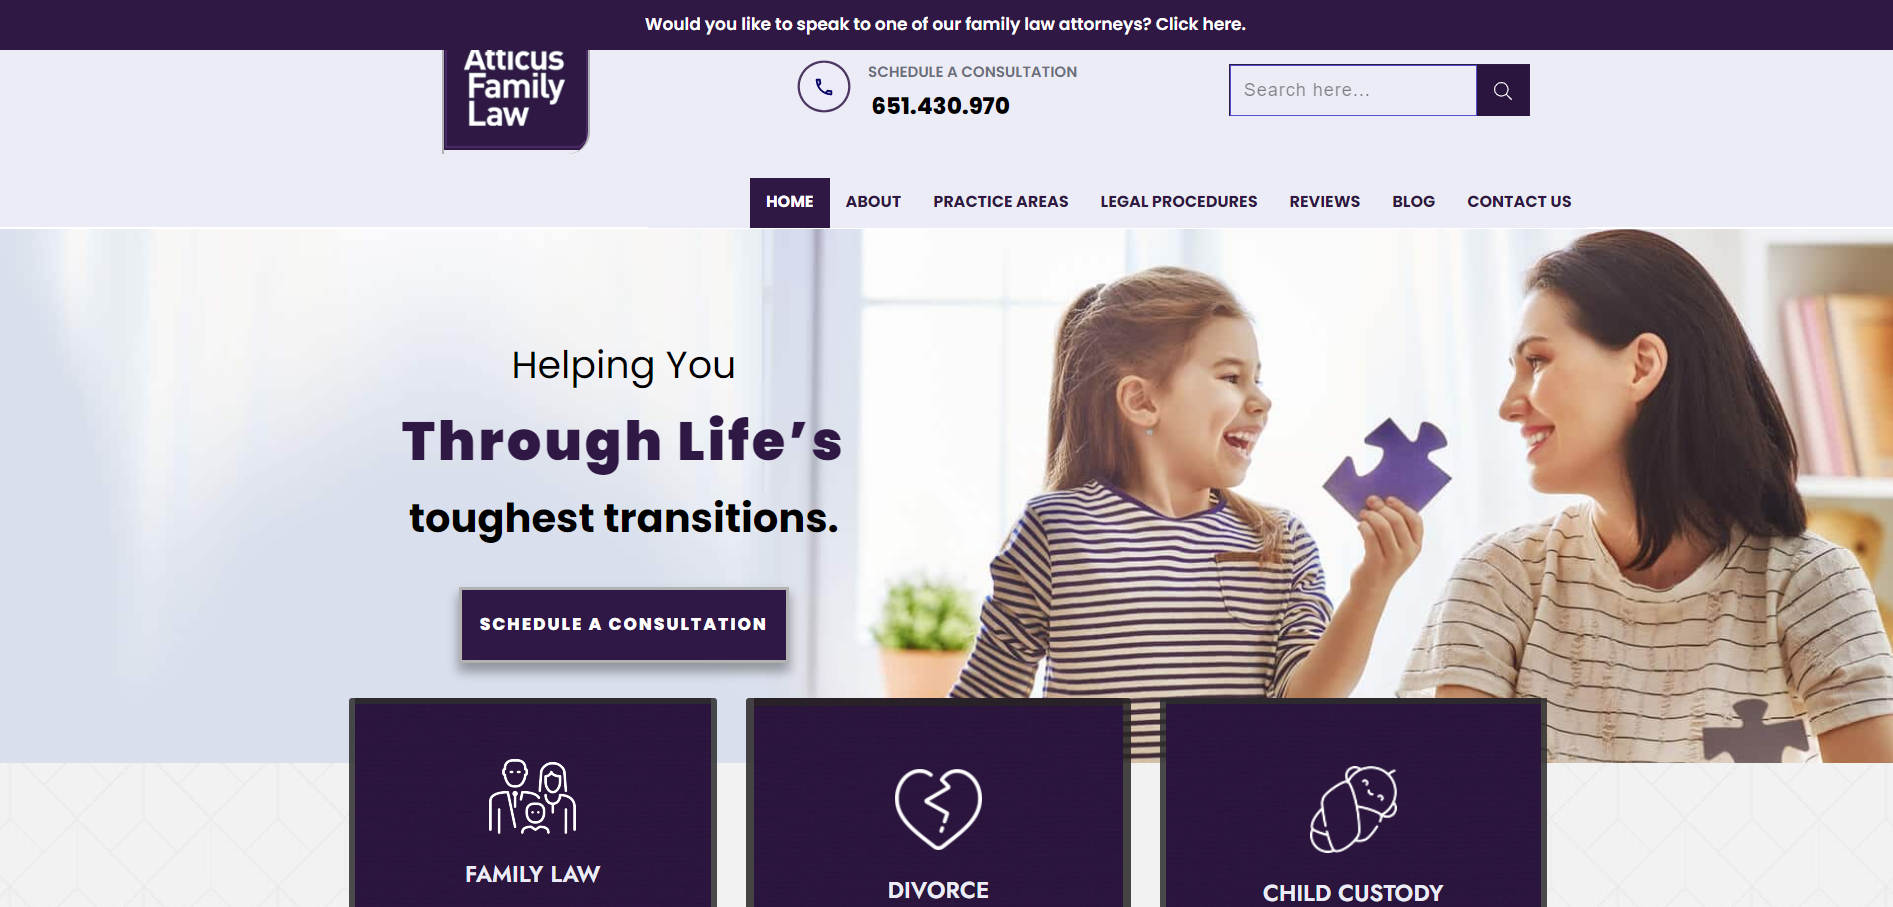 Would you like to speak to one of our family law attorneys? Click here.
Atticus
Family
Law
SCHEDULE A CONSULTATION
651.430.970
Search here...
HOME ABOUT PRACTICE AREAS LEGAL PROCEDURES REVIEWS BLOG CONTACT US
Helping You
Through Life’s
toughest transitions.
SCHEDULE A CONSULTATION
FAMILY LAW
DIVORCE
CHILD CUSTODY